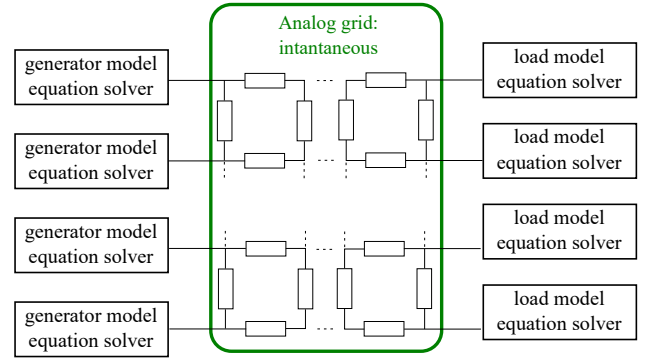 Analog grid:
intantaneous
generator model
equation solver
generator model
equation solver
generator model
equation solver
generator model
equation solver
load model
equation solver
load model
equation solver
load model
equation solver
load model
equation solver